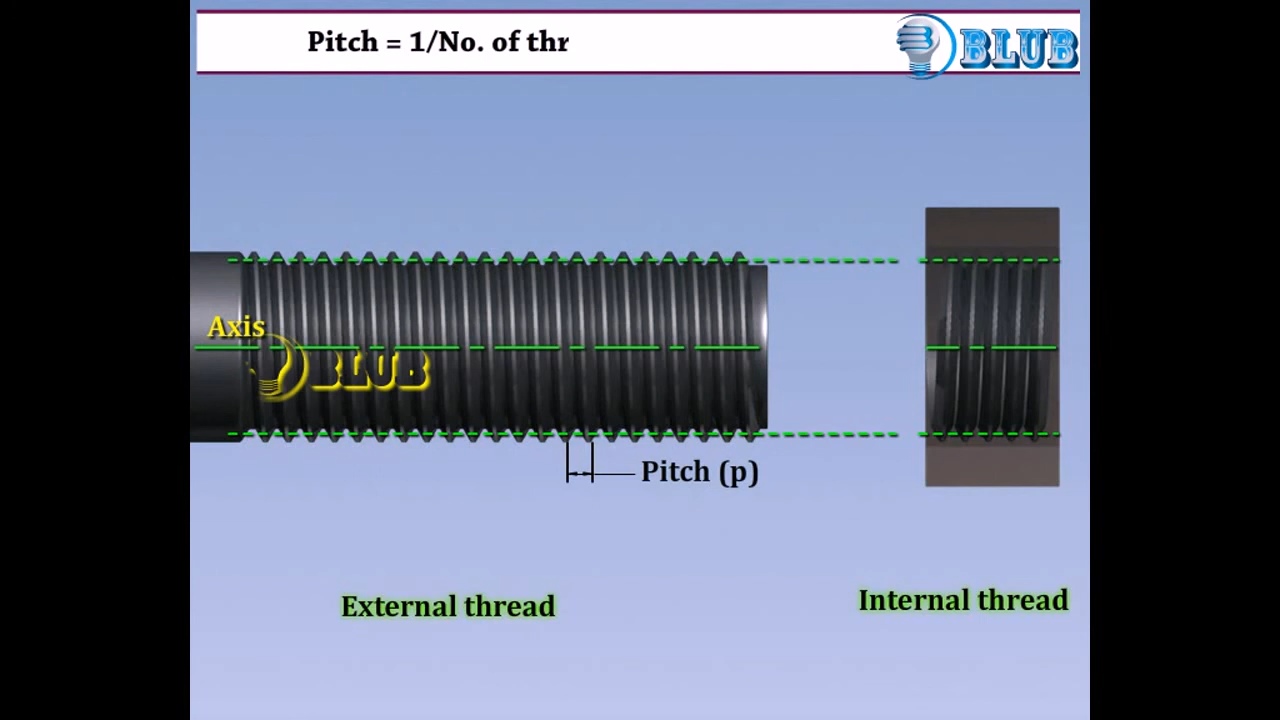 Pitch = 1/No. of thr
BLUB
Axis
BLUB
Pitch (p)
External thread
Internal thread